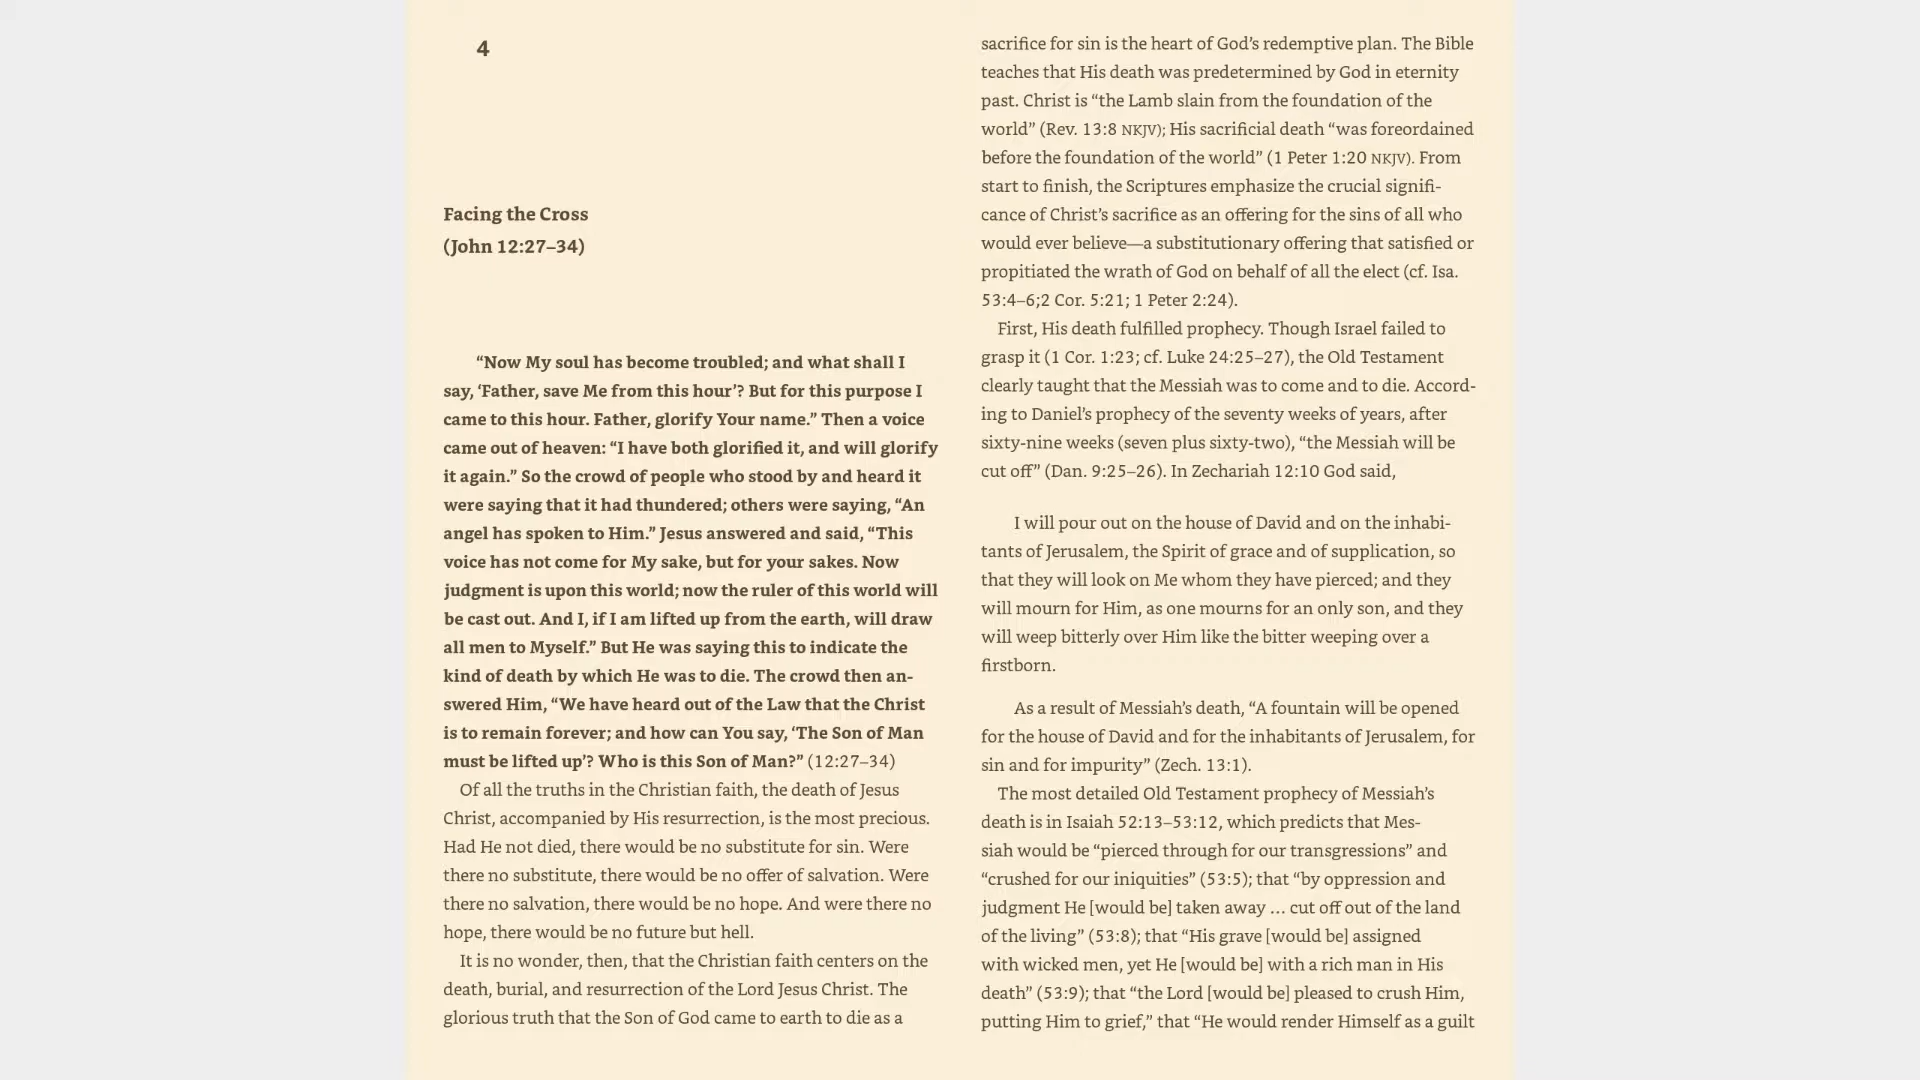 4
Facing the Cross
(John 12:27–34)
“Now My soul has become troubled; and what shall I
say, ‘Father, save Me from this hour’? But for this purpose I
came to this hour. Father, glorify Your name.” Then a voice
came out of heaven: “I have both glorified it, and will glorify
it again.” So the crowd of people who stood by and heard it
were saying that it had thundered; others were saying, “An
angel has spoken to Him.” Jesus answered and said, “This
voice has not come for My sake, but for your sakes. Now
judgment is upon this world; now the ruler of this world will
be cast out. And I, if I am lifted up from the earth, will draw
all men to Myself.” But He was saying this to indicate the
kind of death by which He was to die. The crowd then an-
swered Him, “We have heard out of the Law that the Christ
is to remain forever; and how can You say, ‘The Son of Man
must be lifted up’? Who is this Son of Man?” (12:27–34)
Of all the truths in the Christian faith, the death of Jesus
Christ, accompanied by His resurrection, is the most precious.
Had He not died, there would be no substitute for sin. Were
there no substitute, there would be no offer of salvation. Were
there no salvation, there would be no hope. And were there no
hope, there would be no future but hell.
It is no wonder, then, that the Christian faith centers on the
death, burial, and resurrection of the Lord Jesus Christ. The
glorious truth that the Son of God came to earth to die as a
sacrifice for sin is the heart of God’s redemptive plan. The Bible
teaches that His death was predetermined by God in eternity
past. Christ is “the Lamb slain from the foundation of the
world” (Rev. 13:8 NKJV); His sacrificial death “was foreordained
before the foundation of the world” (1 Peter 1:20 NKJV). From
start to finish, the Scriptures emphasize the crucial signifi-
cance of Christ’s sacrifice as an offering for the sins of all who
would ever believe—a substitutionary offering that satisfied or
propitiated the wrath of God on behalf of all the elect (cf. Isa.
53:4–6;2 Cor. 5:21; 1 Peter 2:24).
First, His death fulfilled prophecy. Though Israel failed to
grasp it (1 Cor. 1:23; cf. Luke 24:25–27), the Old Testament
clearly taught that the Messiah was to come and to die. Accord-
ing to Daniel’s prophecy of the seventy weeks of years, after
sixty-nine weeks (seven plus sixty-two), “the Messiah will be
cut off” (Dan. 9:25–26). In Zechariah 12:10 God said,
I will pour out on the house of David and on the inhabi-
tants of Jerusalem, the Spirit of grace and of supplication, so
that they will look on Me whom they have pierced; and they
will mourn for Him, as one mourns for an only son, and they
will weep bitterly over Him like the bitter weeping over a
firstborn.
As a result of Messiah’s death, “A fountain will be opened
for the house of David and for the inhabitants of Jerusalem, for
sin and for impurity” (Zech. 13:1).
The most detailed Old Testament prophecy of Messiah’s
death is in Isaiah 52:13–53:12, which predicts that Mes-
siah would be “pierced through for our transgressions” and
“crushed for our iniquities” (53:5); that “by oppression and
judgment He [would be] taken away … cut off out of the land
of the living” (53:8); that “His grave [would be] assigned
with wicked men, yet He [would be] with a rich man in His
death” (53:9); that “the Lord [would be] pleased to crush Him,
putting Him to grief,” that “He would render Himself as a guilt